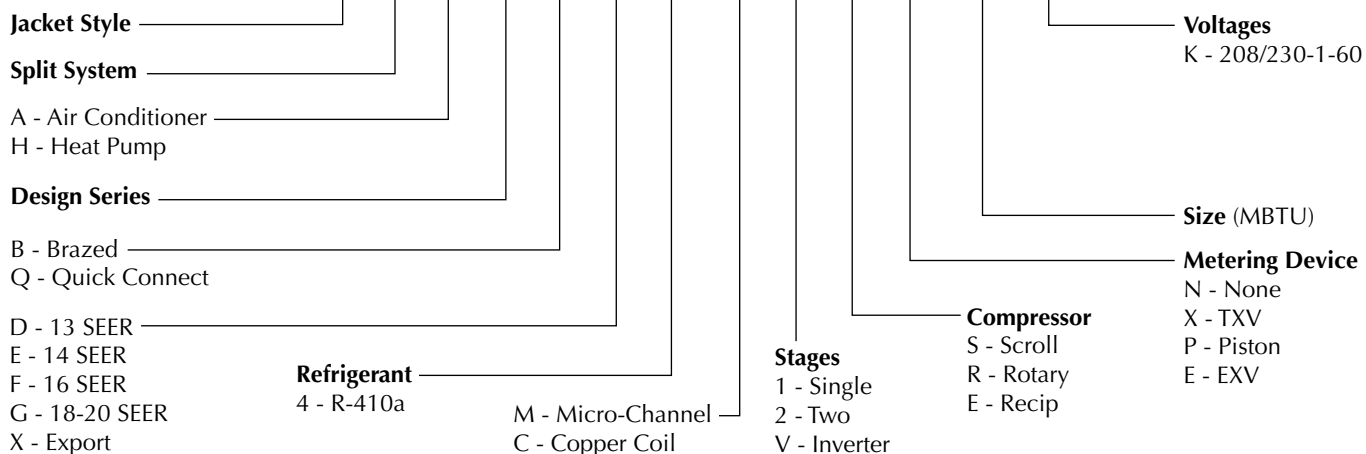 Jacket Style
Split System
A - Air Conditioner
H - Heat Pump
Design Series
B - Brazed
Q - Quick Connect
D - 13 SEER
E - 14 SEER
F - 16 SEER
G - 18-20 SEER
X - Export
Refrigerant
4 - R-410a
M - Micro-Channel
C - Copper Coil
Stages
1 - Single
2 - Two
V - Inverter
Compressor
S - Scroll
R - Rotary
E - Recip
Voltages
K - 208/230-1-60
Size (MBTU)
Metering Device
N - None
X - TXV
P - Piston
E - EXV